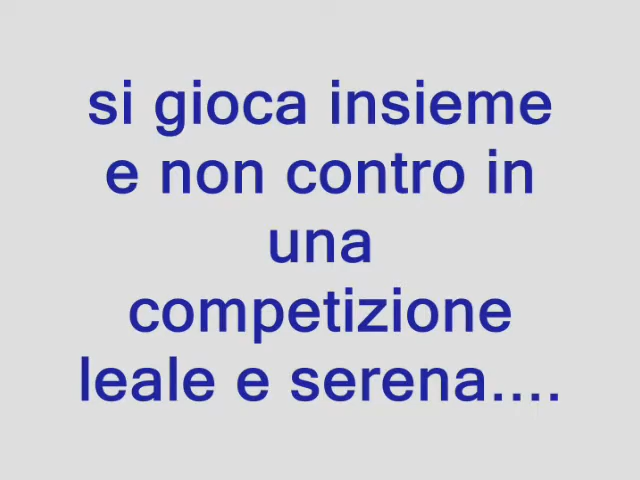 si gioca insieme
e non contro in
una
competizione
leale e serena....